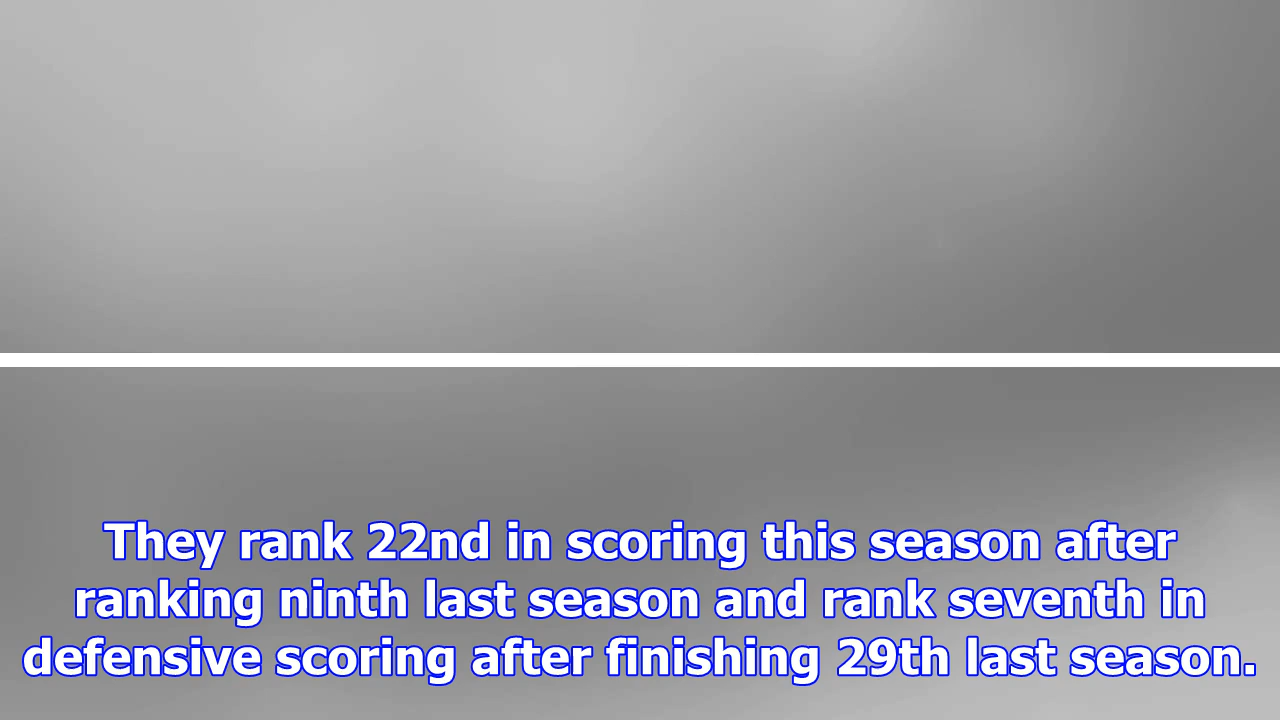 They rank 22nd in scoring this season after
ranking ninth last season and rank seventh in
defensive scoring after finishing 29th last season.